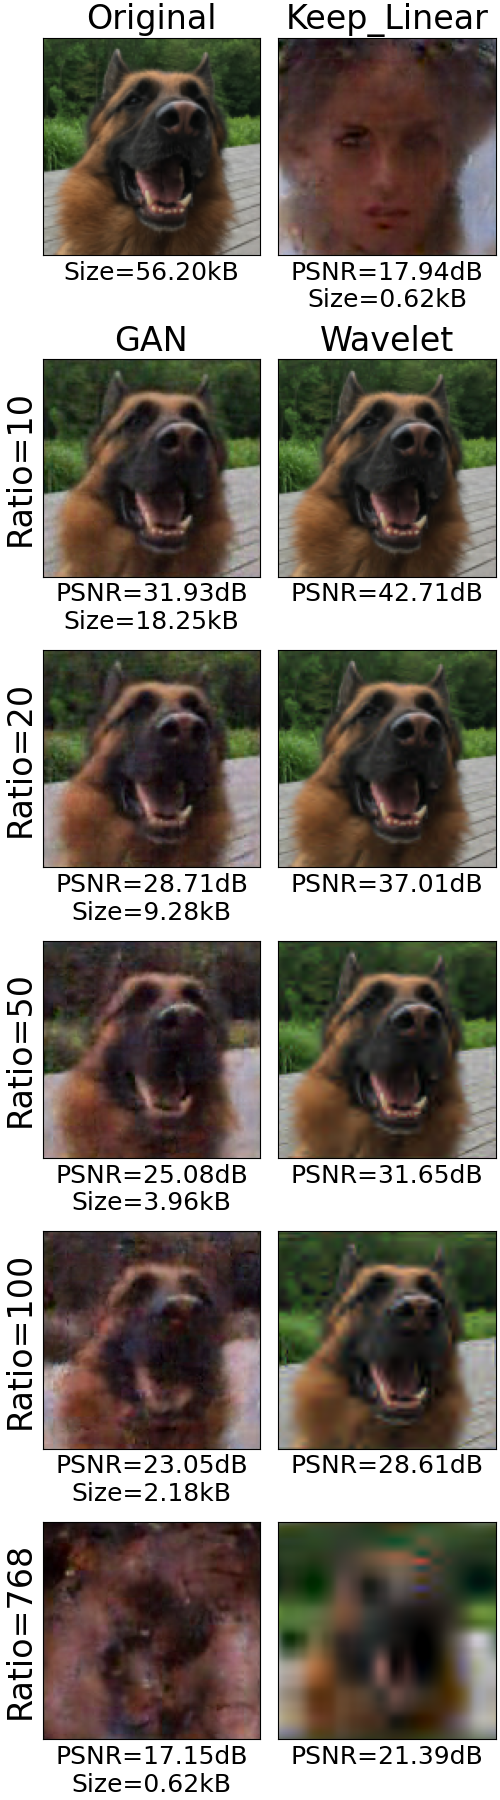 Original
Keep_Linear
Size=56.20kB
PSNR=17.94dB
Size=0.62kB
GAN
Wavelet
Ratio=10
PSNR=31.93dB
Size=18.25kB
PSNR=42.71dB
Ratio=20
PSNR=28.71dB
Size=9.28kB
PSNR=37.01dB
Ratio=50
PSNR=25.08dB
Size=3.96kB
PSNR=31.65dB
Ratio=100
PSNR=23.05dB
Size=2.18kB
PSNR=28.61dB
Ratio=768
PSNR=17.15dB
Size=0.62kB
PSNR=21.39dB